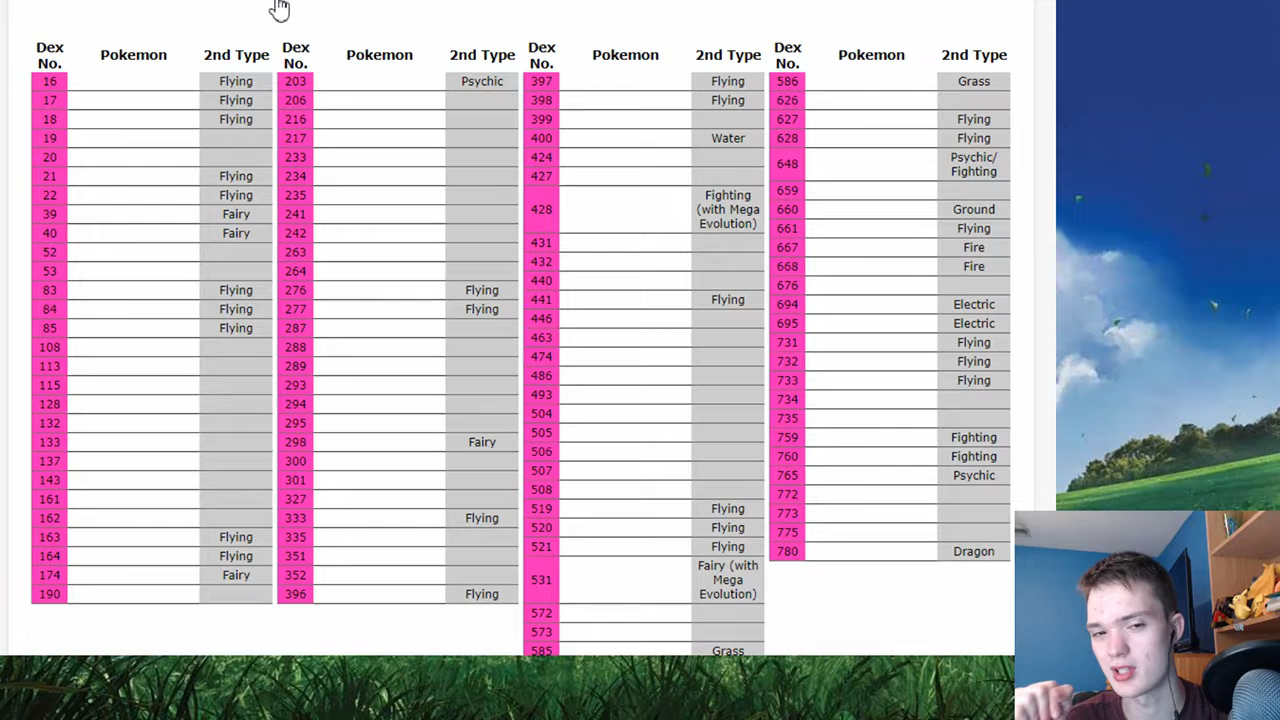 Dex No. Pokemon 2nd Type Dex No. Pokemon 2nd Type Dex No. Pokemon 2nd Type Dex No. Pokemon 2nd Type
16 Flying 203 Psychic 397 Flying 586 Grass
17 Flying 206 398 Flying 626
18 Flying 216 399 627 Flying
19 217 400 Water 628 Flying
20 233 424 648 Psychic/ Fighting
21 Flying 234 427 659
22 Flying 235 428 Fighting (with Mega Evolution) 660 Ground
39 Fairy 241 431 661 Flying
40 Fairy 242 432 667 Fire
52 263 440 668 Fire
53 264 441 Flying 676
83 Flying 276 Flying 446 694 Electric
84 Flying 277 Flying 463 695 Electric
85 Flying 287 474 731 Flying
108 288 486 732 Flying
113 289 493 733 Flying
115 293 504 734
128 294 505 735
132 295 506 759 Fighting
133 298 Fairy 507 760 Fighting
137 300 508 765 Psychic
143 301 519 Flying 772
161 327 520 Flying 773
162 333 Flying 521 Flying 775
163 Flying 335 531 Fairy (with Mega Evolution) 780 Dragon
164 Flying 351 572
174 Fairy 352 573
190 396 Flying 585 Grass